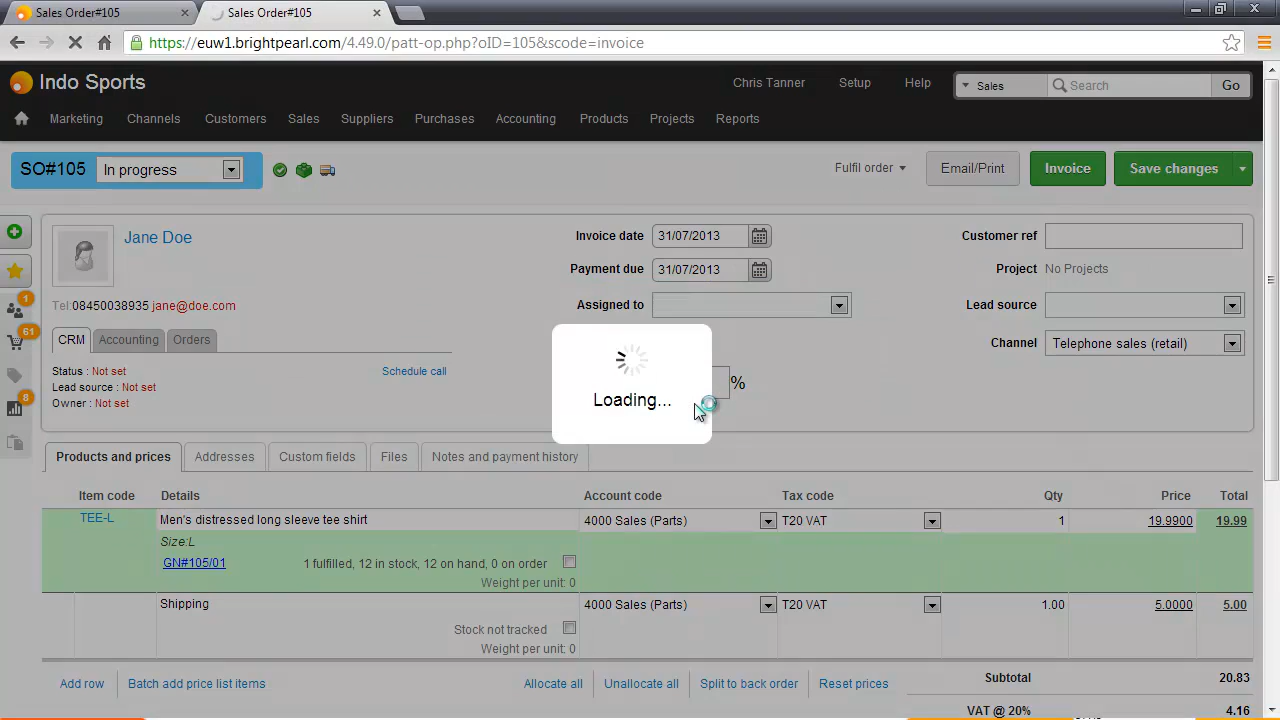 Sales Order#105
Sales Order#105
https://euw1.brightpearl.com/4.49.0/patt-op.php?oID=105&scode=invoice
Indo Sports
Chris Tanner Setup Help Sales Search Go
Marketing Channels Customers Sales Suppliers Purchases Accounting Products Projects Reports
SO#105 In progress Fulfil order Email/Print Invoice Save changes
Jane Doe Invoice date 31/07/2013 Customer ref
Payment due 31/07/2013 Project No Projects
Tel:08450038935 jane@doe.com Assigned to Lead source
1
61
8
CRM Accounting Orders Channel Telephone sales (retail)
Status : Not set Schedule call
Lead source : Not set
Owner : Not set
%
Loading...
Products and prices Addresses Custom fields Files Notes and payment history
Item code Details Account code Tax code Qty Price Total
TEE-L Men's distressed long sleeve tee shirt 4000 Sales (Parts) T20 VAT 1 19.9900 19.99
Size:L
GN#105/01 1 fulfilled, 12 in stock, 12 on hand, 0 on order
Weight per unit: 0
Shipping 4000 Sales (Parts) T20 VAT 1.00 5.0000 5.00
Stock not tracked
Weight per unit: 0
Add row Batch add price list items Allocate all Unallocate all Split to back order Reset prices Subtotal 20.83
VAT @ 20% 4.16